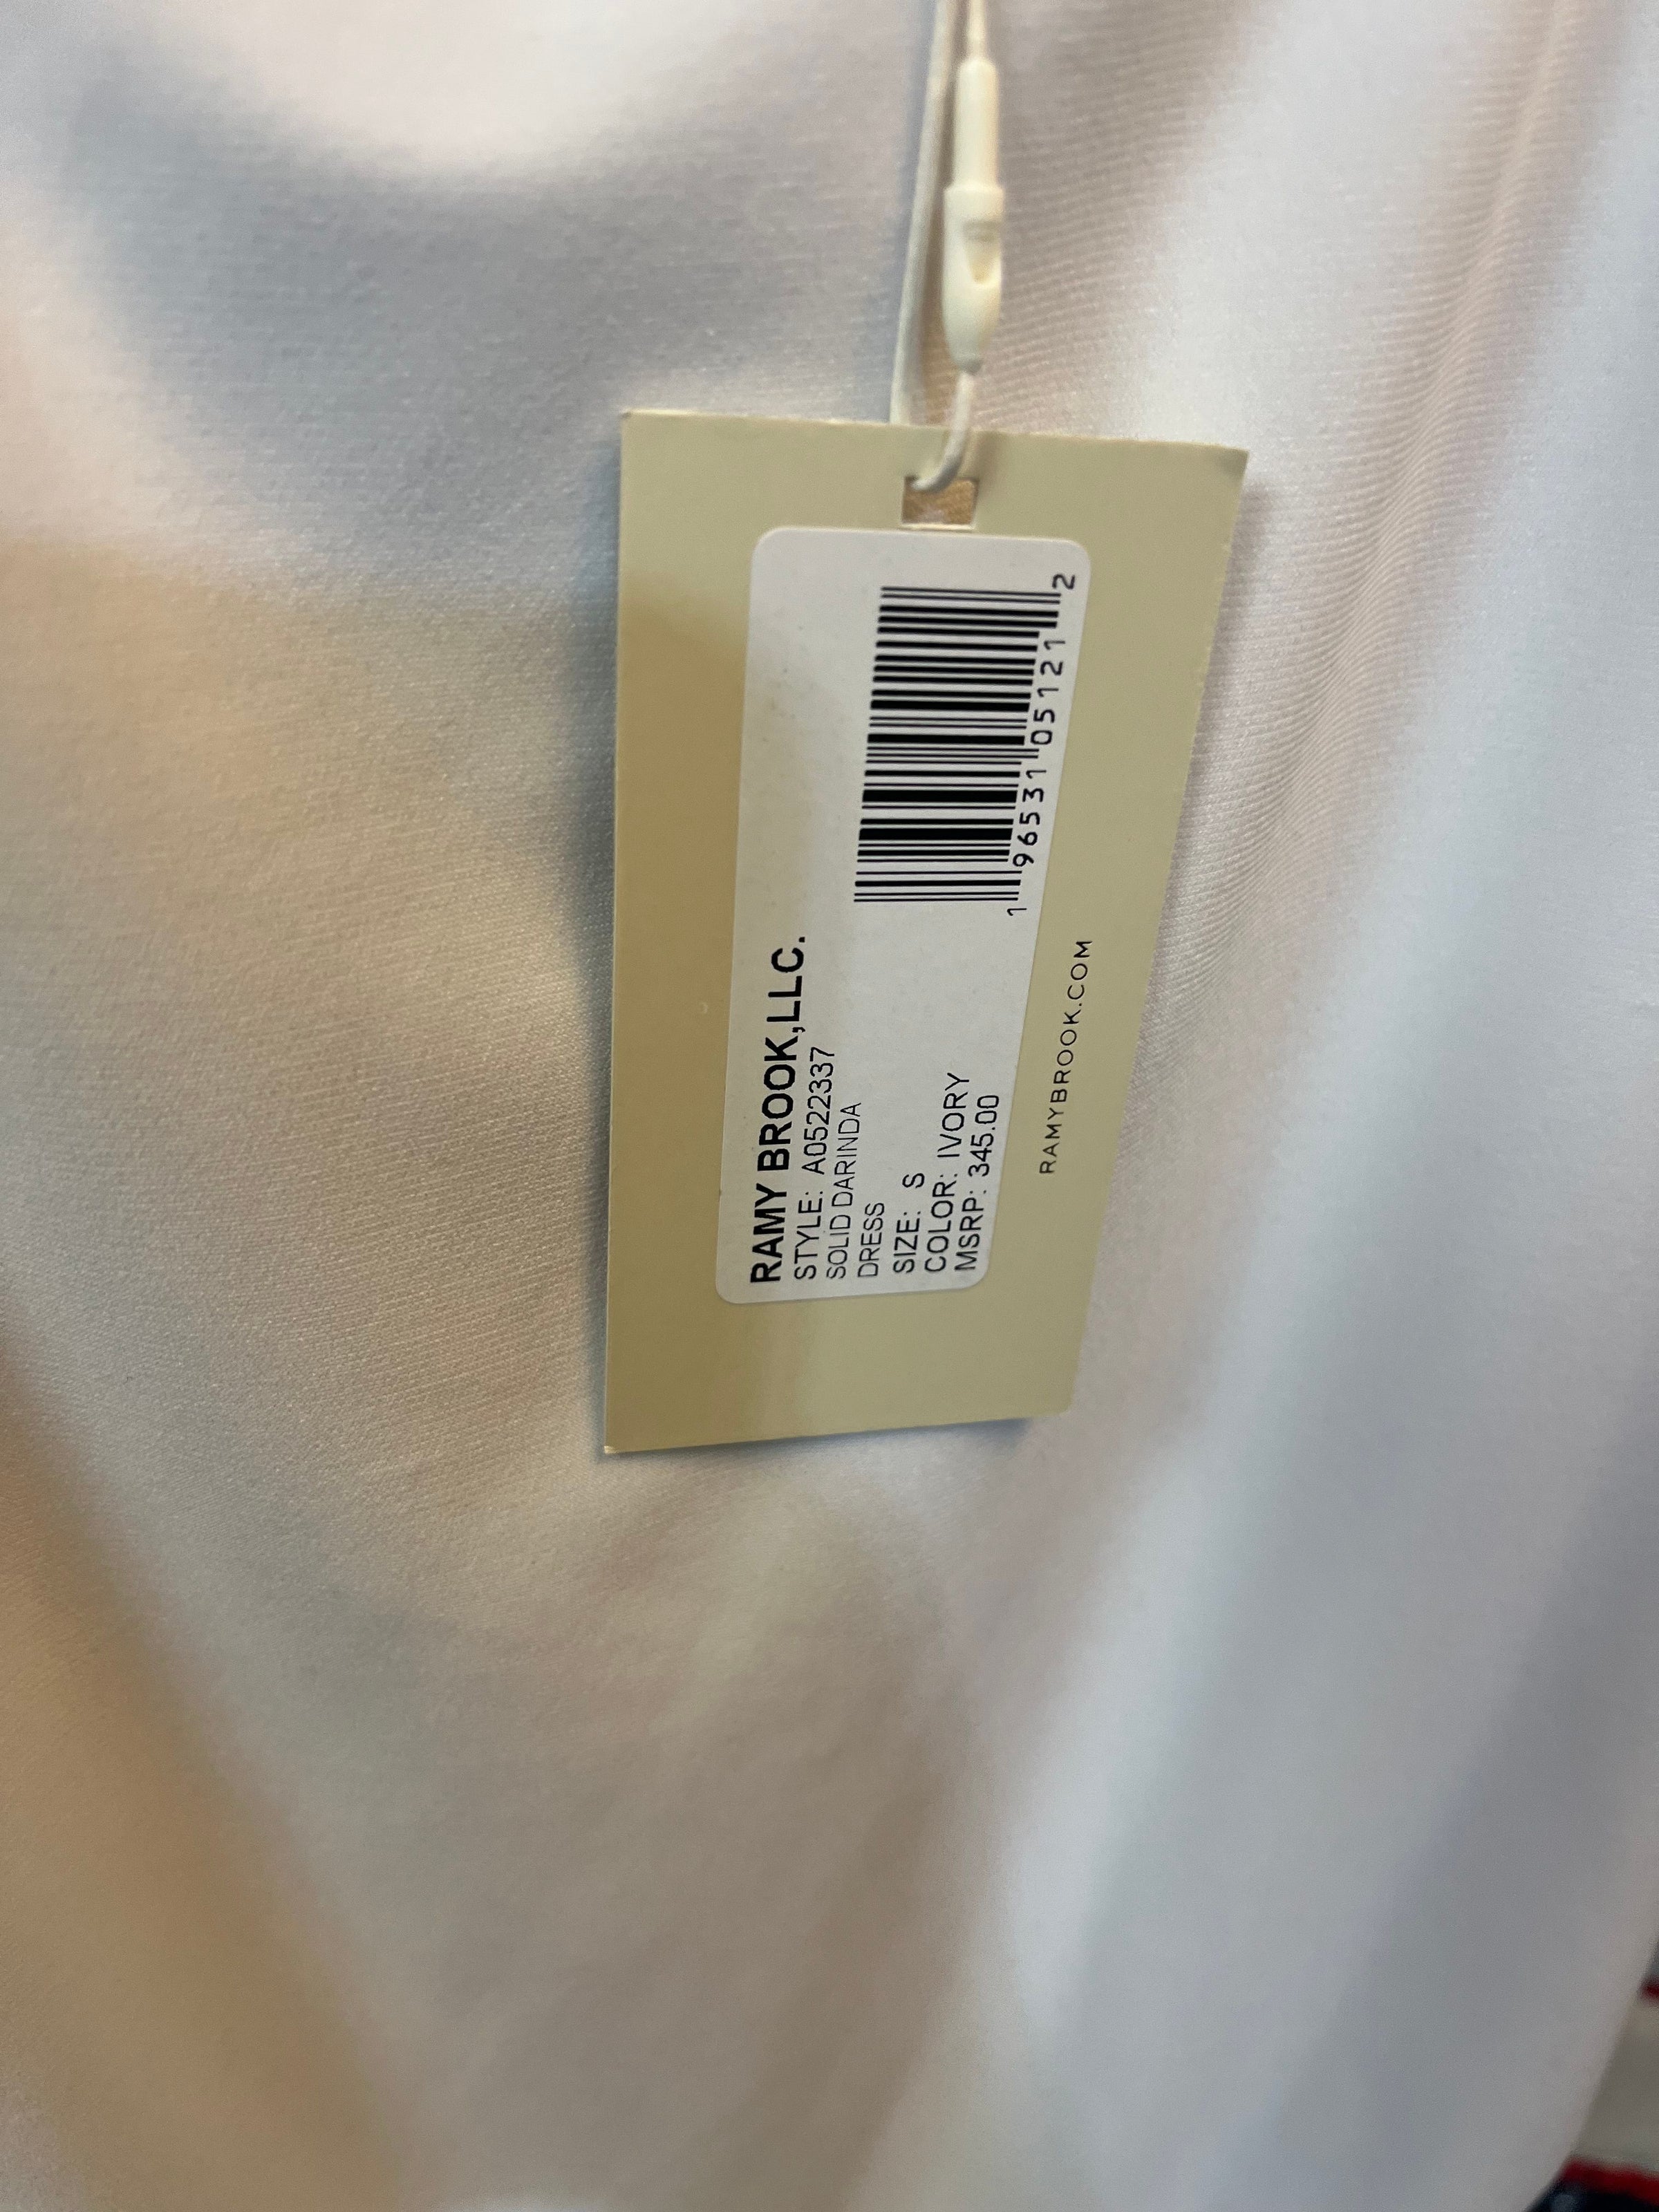 RAMY BROOK,LLC.
STYLE: A0522337
SOLID DARINDA
DRESS
SIZE: S
COLOR: IVORY
MSRP: 345.00
1 96531 05121 2
RAMYBROOK.COM